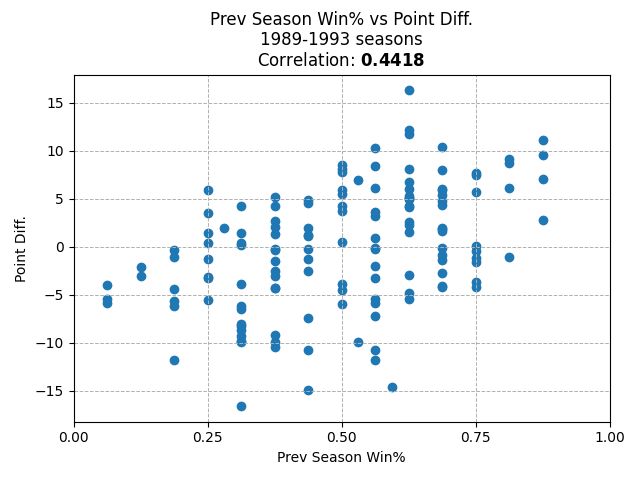 Prev Season Win% vs Point Diff.
1989-1993 seasons
Correlation: 0.4418
Point Diff.
15
10
5
0
−5
−10
−15
0.00 0.25 0.50 0.75 1.00
Prev Season Win%